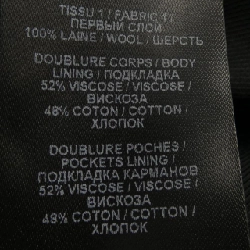 TISSU 1 / FABRIC 1 /
ПЕРВЫЙ СЛОЙ
100% LAINE / WOOL / ШЕРСТЬ
DOUBLURE CORPS / BODY
LINING / ПОДКЛАДКА
52% VISCOSE / VISCOSE /
ВИСКОЗА
48% COTON / COTTON /
ХЛОПОК
DOUBLURE POCHES /
POCKETS LINING /
ПОДКЛАДКА КАРМАНОВ
52% VISCOSE / VISCOSE /
ВИСКОЗА
48% COTON / COTTON /
ХЛОПОК